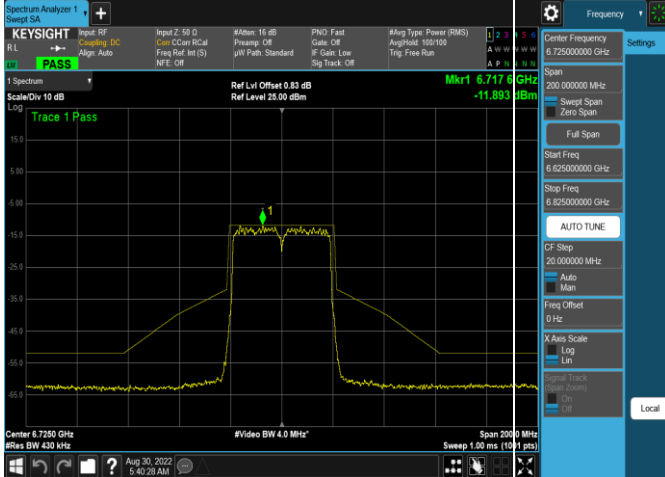 Spectrum Analyzer 1
Swept SA
+
Frequency
KEYSIGHT
Input: RF
Input Z: 50 Ω
#Atten: 16 dB
PNO: Fast
#Avg Type: Power (RMS)
1 2 3 4 5 6
RL
Coupling: DC
Corr CCorr RCal
Preamp: Off
Gate: Off
Avg|Hold: 100/100
Align: Auto
Freq Ref: Int (S)
µW Path: Standard
IF Gain: Low
Trig: Free Run
A W W W W W
LV
PASS
NFE: Off
Sig Track: Off
A P N N N N
1 Spectrum
Ref Lvl Offset 0.83 dB
Mkr1 6.717 6 GHz
Scale/Div 10 dB
Ref Level 25.00 dBm
-11.893 dBm
Log
Trace 1 Pass
15.0
5.00
-5.00
-15.0
-25.0
-35.0
-45.0
-55.0
-65.0
1
Center 6.7250 GHz
#Video BW 4.0 MHz*
Span 200.0 MHz
#Res BW 430 kHz
Sweep 1.00 ms (1001 pts)
Aug 30, 2022
5:40:28 AM
?
Center Frequency
6.725000000 GHz
Settings
Span
200.000000 MHz
Swept Span
Zero Span
Full Span
Start Freq
6.625000000 GHz
Stop Freq
6.825000000 GHz
AUTO TUNE
CF Step
20.000000 MHz
Auto
Man
Freq Offset
0 Hz
X Axis Scale
Log
Lin
Signal Track
(Span Zoom)
On
Off
Local